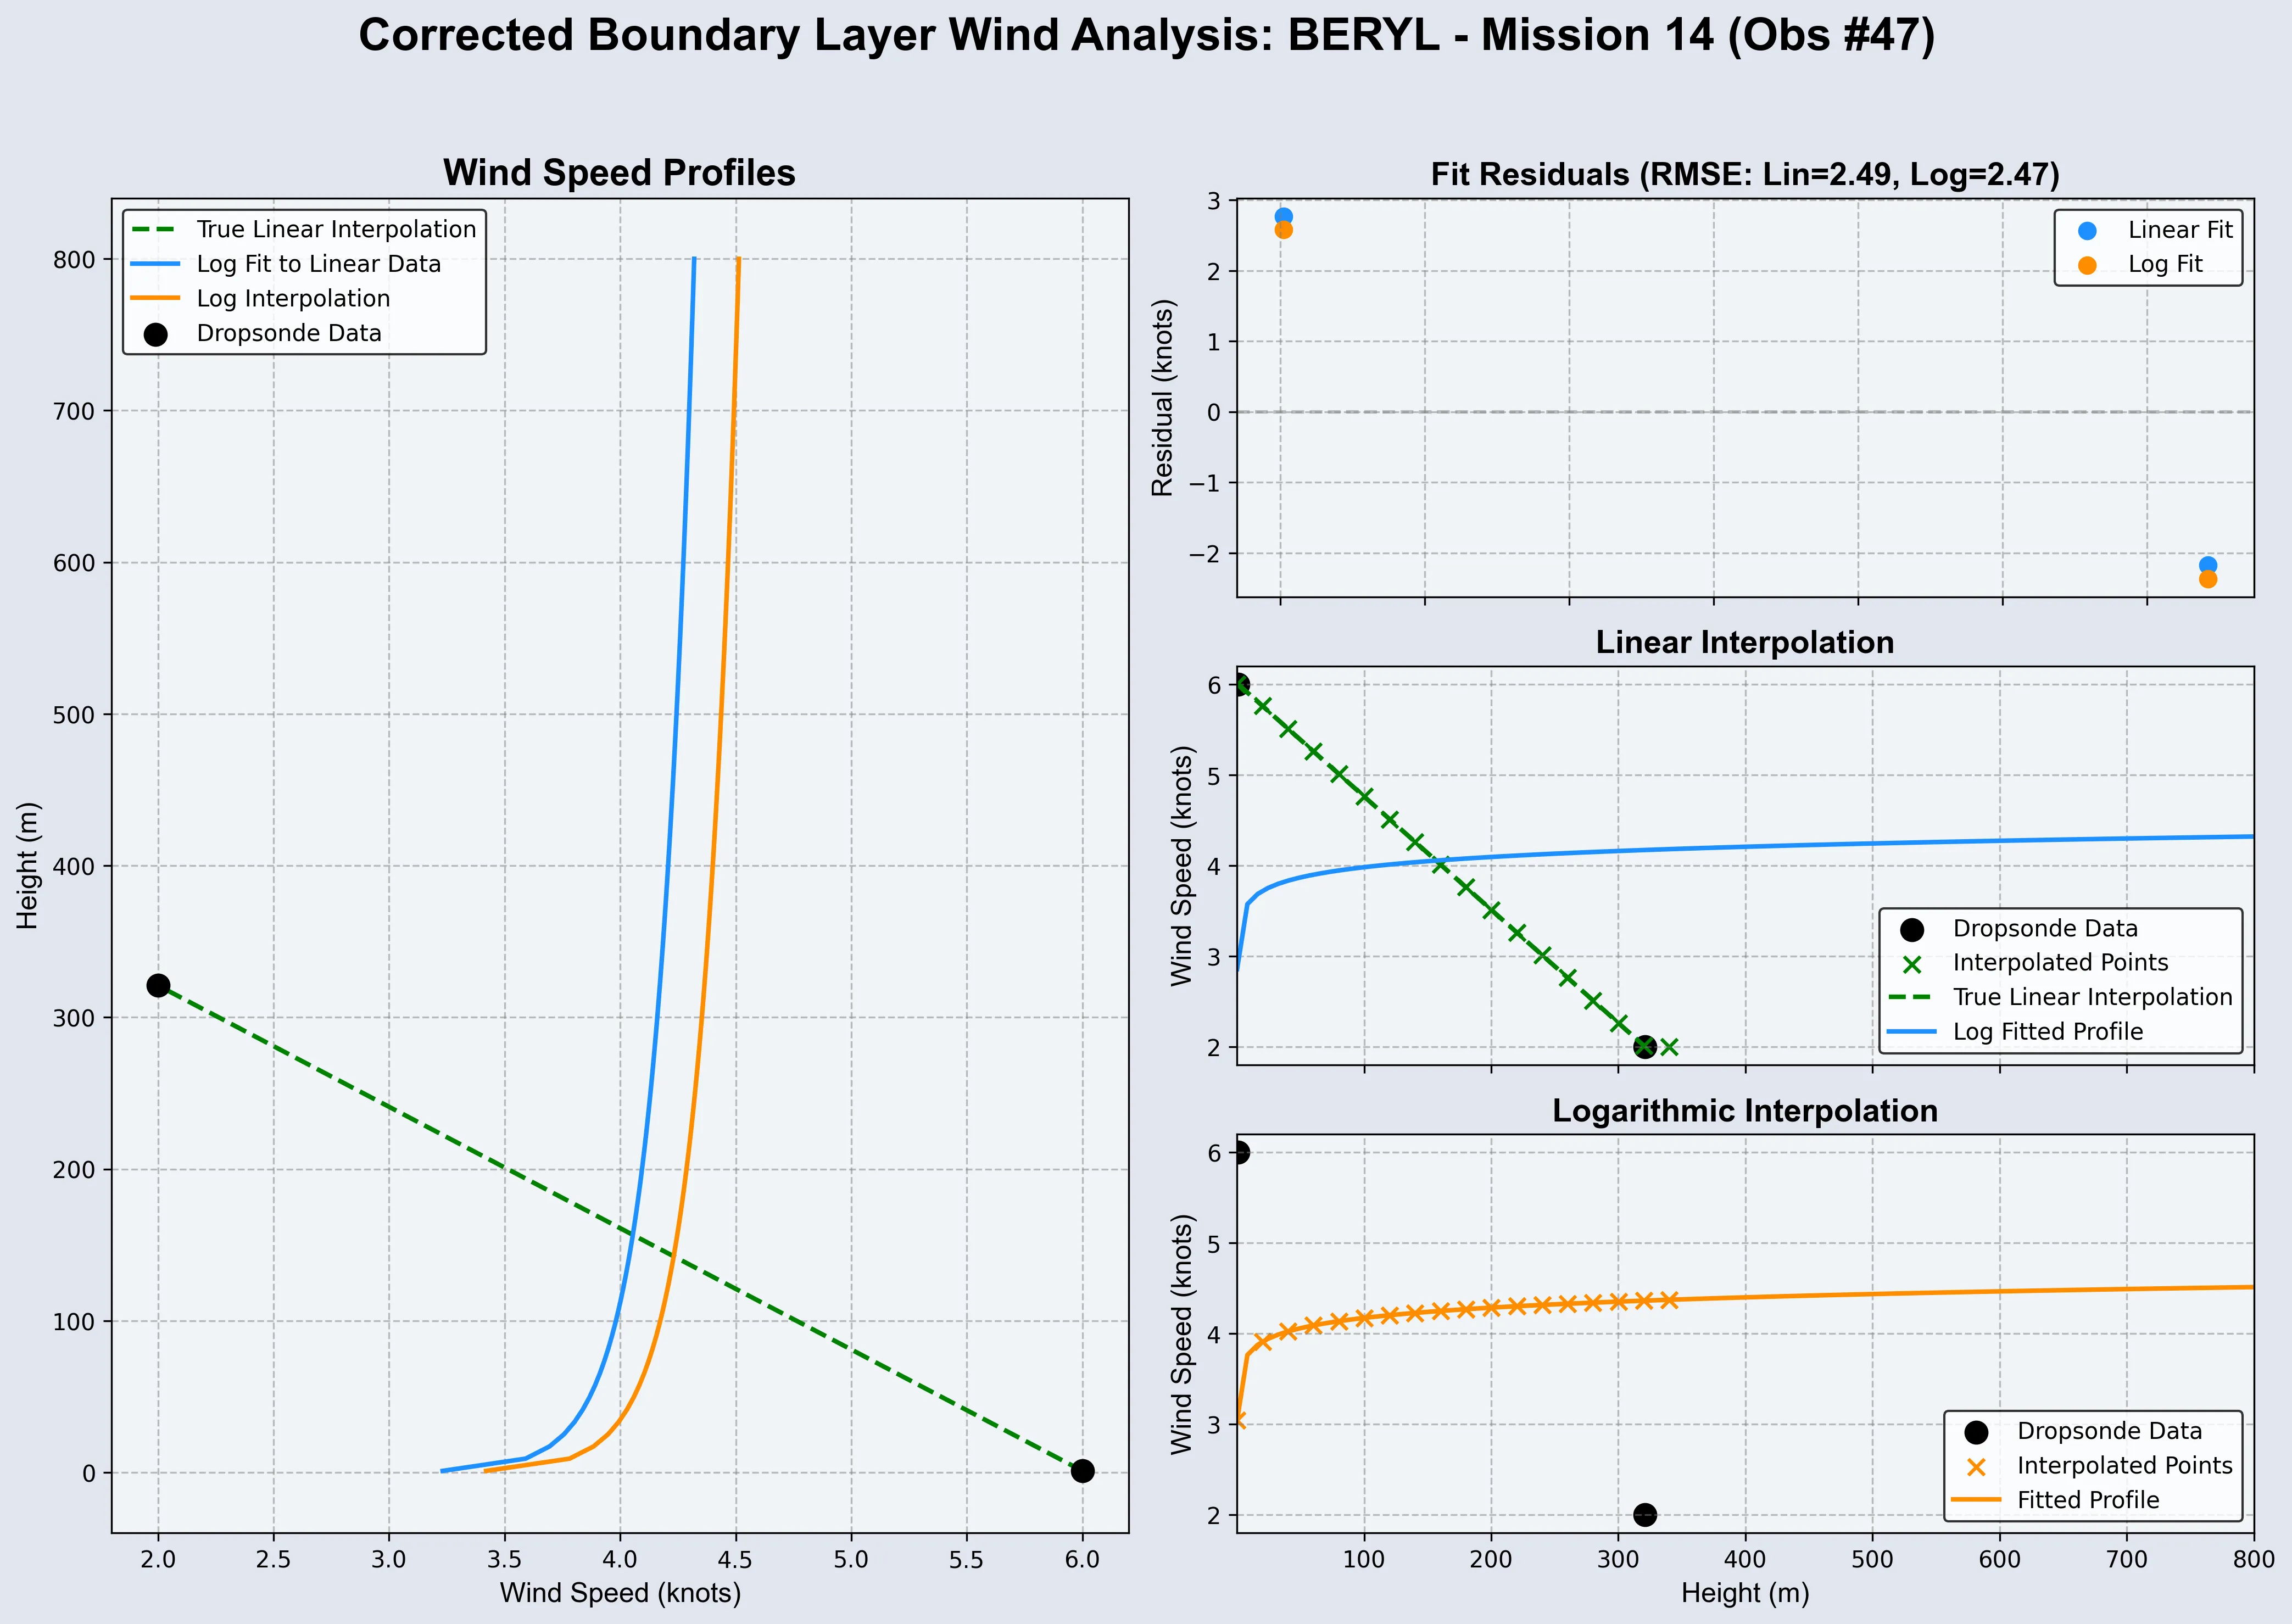 Corrected Boundary Layer Wind Analysis: BERYL - Mission 14 (Obs #47)
Wind Speed Profiles
True Linear Interpolation
Log Fit to Linear Data
Log Interpolation
Dropsonde Data
800
700
600
500
400
300
200
100
0
Height (m)
2.0 2.5 3.0 3.5 4.0 4.5 5.0 5.5 6.0
Wind Speed (knots)
Fit Residuals (RMSE: Lin=2.49, Log=2.47)
Linear Fit
Log Fit
3
2
1
0
−1
−2
Residual (knots)
Linear Interpolation
6
5
4
3
2
Wind Speed (knots)
Dropsonde Data
Interpolated Points
True Linear Interpolation
Log Fitted Profile
Logarithmic Interpolation
6
5
4
3
2
Wind Speed (knots)
Dropsonde Data
Interpolated Points
Fitted Profile
100 200 300 400 500 600 700 800
Height (m)